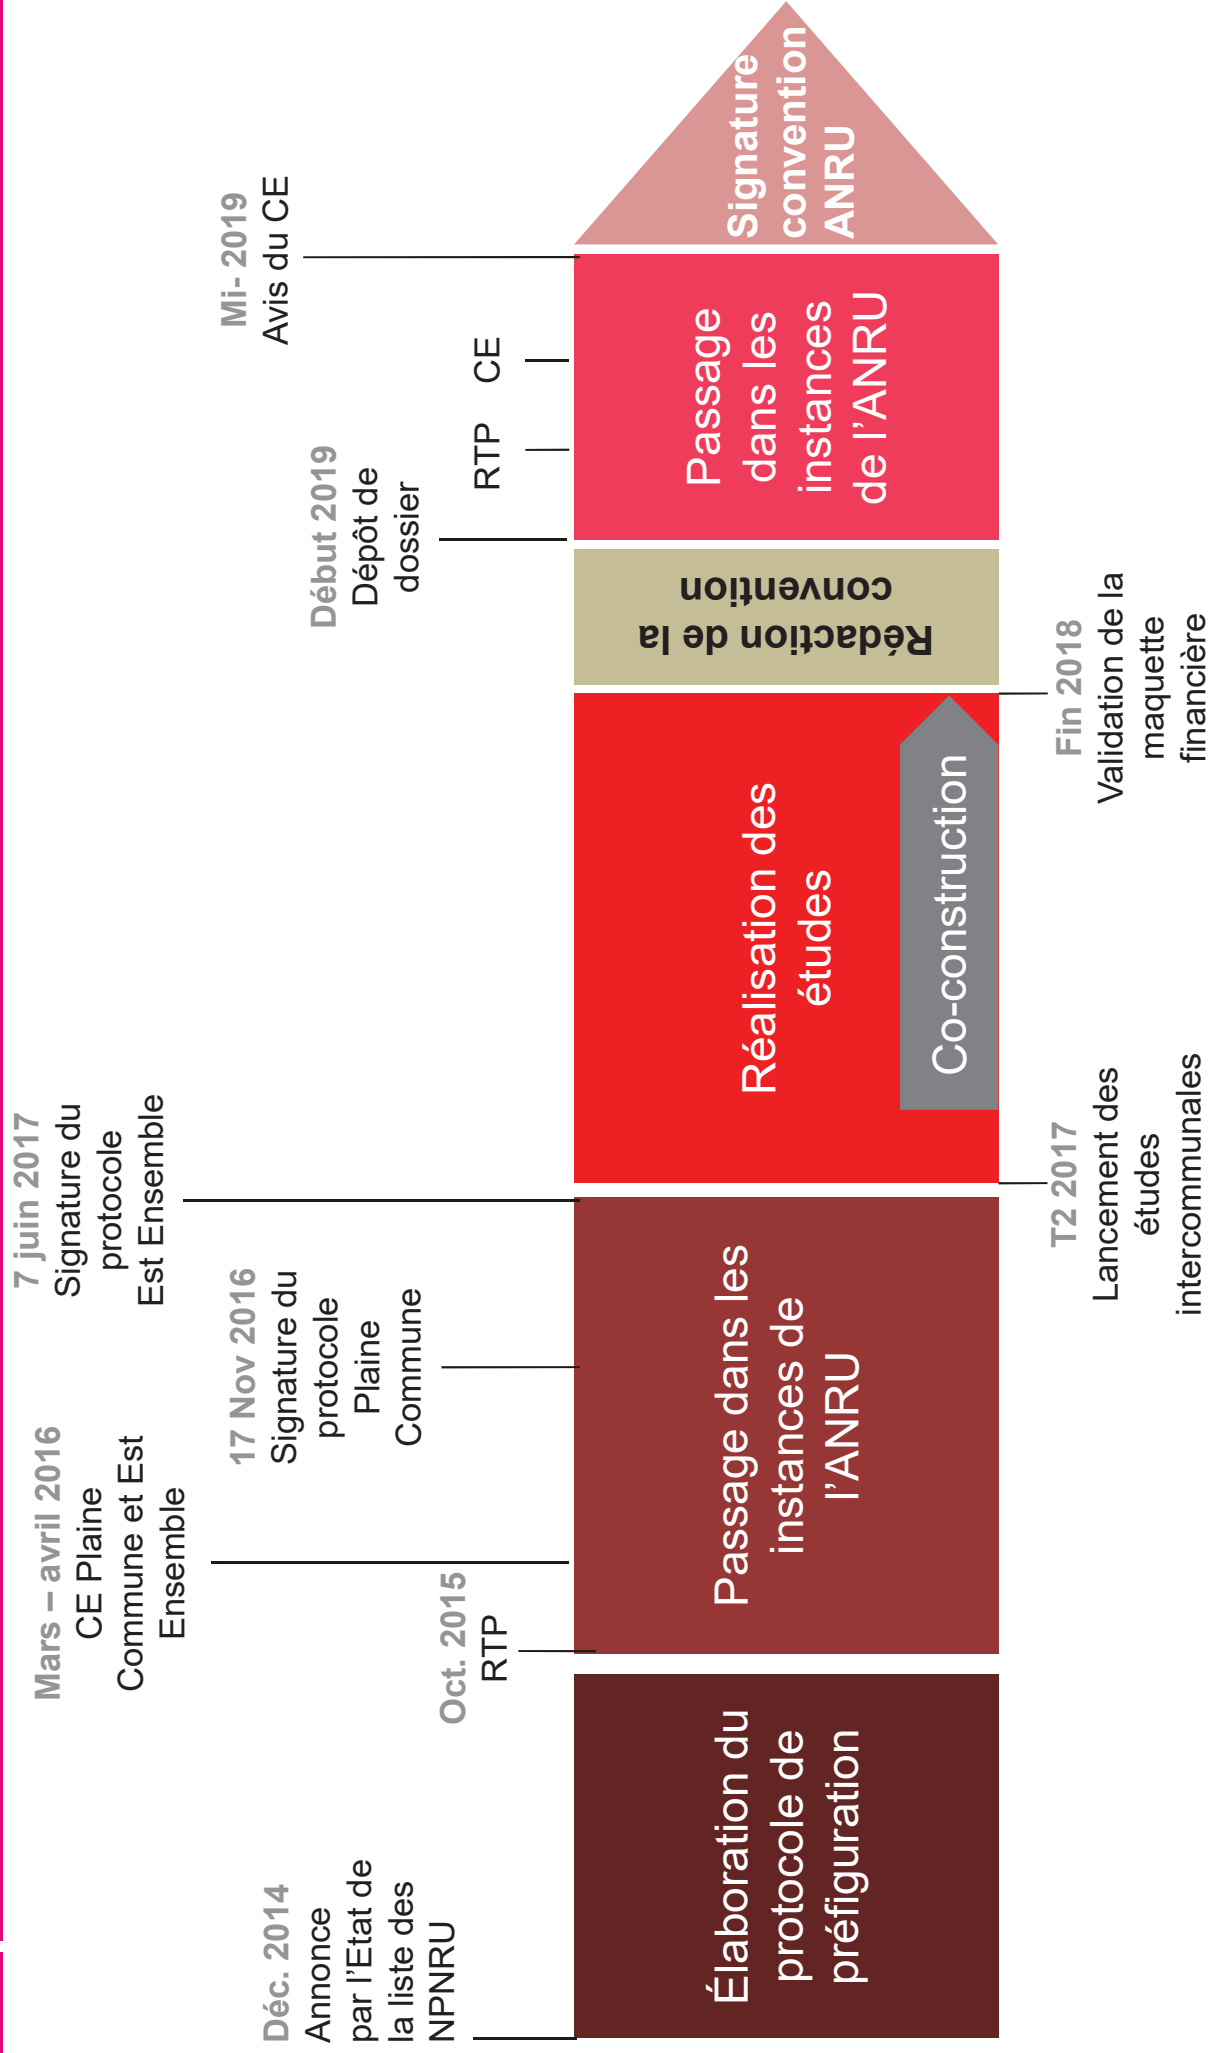 Déc. 2014
Annonce
par l'Etat de
la liste des
NPNRU
Oct. 2015
RTP
Mars – avril 2016
CE Plaine
Commune et Est
Ensemble
17 Nov 2016
Signature du
protocole
Plaine
Commune
7 juin 2017
Signature du
protocole
Est Ensemble
Début 2019
Dépôt de
dossier
RTP
CE
Mi- 2019
Avis du CE
Élaboration du
protocole de
préfiguration
Passage dans les
instances de
l'ANRU
Réalisation des
études
Co-construction
Rédaction de la
convention
Passage
dans les
instances
de l'ANRU
Signature
convention
ANRU
T2 2017
Lancement des
études
intercommunales
Fin 2018
Validation de la
maquette
financière